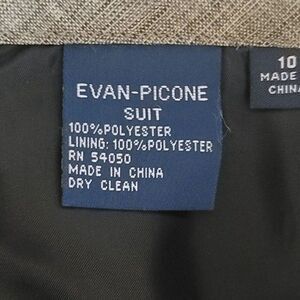 EVAN-PICONE
SUIT
100%POLYESTER
LINING: 100%POLYESTER
RN 54050
MADE IN CHINA
DRY CLEAN
10
MADE
CHINA